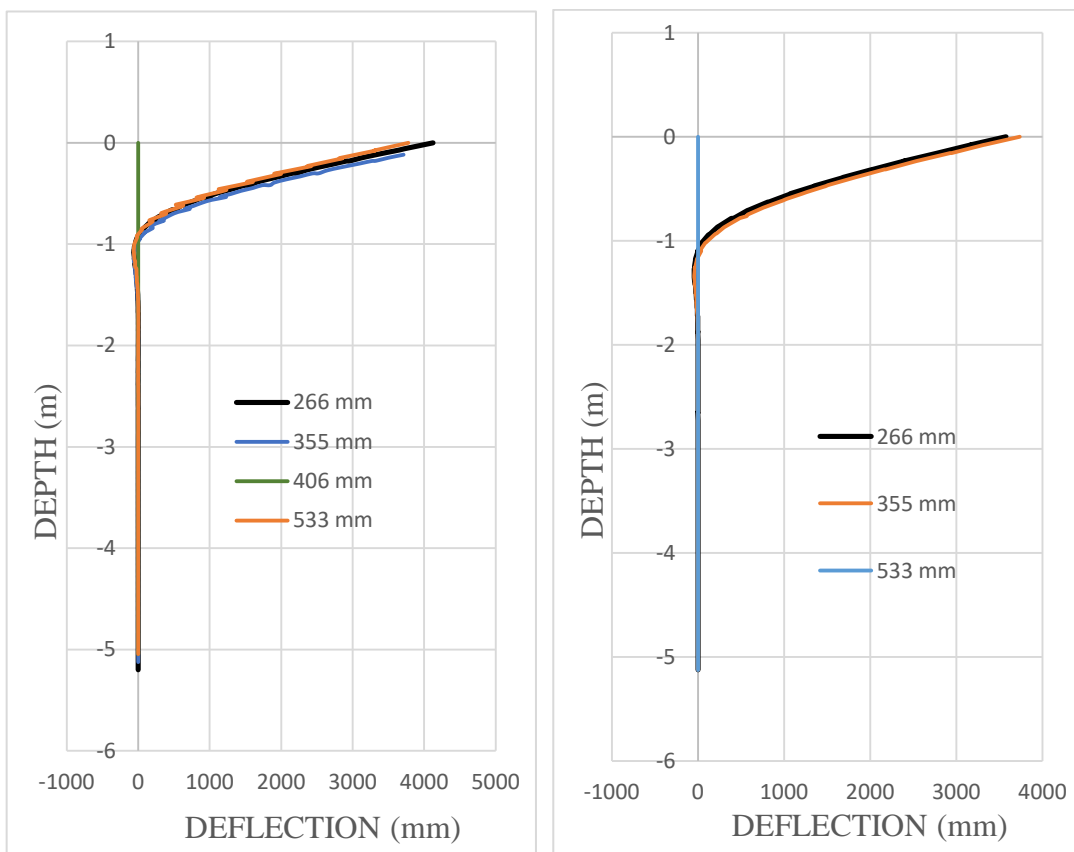 1
0
-1
-2
-3
-4
-5
-6
-1000 0 1000 2000 3000 4000 5000
DEPTH (m)
DEFLECTION (mm)
266 mm
355 mm
406 mm
533 mm
1
0
-1
-2
-3
-4
-5
-6
-1000 0 1000 2000 3000 4000
DEPTH (m)
DEFLECTION (mm)
266 mm
355 mm
533 mm